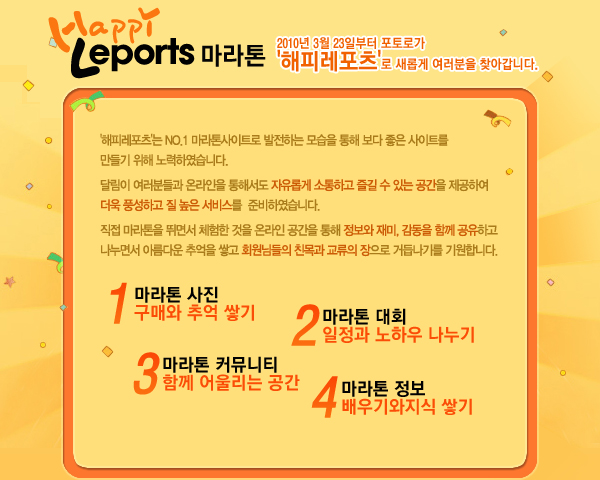 Happy
Leports 마라톤
2010년 3월 23일부터 포토로가
'해피레포츠'로 새롭게 여러분을 찾아갑니다.
'해피레포츠'는 NO.1 마라톤사이트로 발전하는 모습을 통해 보다 좋은 사이트를
만들기 위해 노력하였습니다.
달림이 여러분들과 온라인을 통해서도 자유롭게 소통하고 즐길 수 있는 공간을 제공하여
더욱 풍성하고 질 높은 서비스를 준비하였습니다.
직접 마라톤을 뛰면서 체험한 것을 온라인 공간을 통해 정보와 재미, 감동을 함께 공유하고
나누면서 아름다운 추억을 쌓고 회원님들의 친목과 교류의 장으로 거듭나기를 기원합니다.
1 마라톤 사진
구매와 추억 쌓기
2 마라톤 대회
일정과 노하우 나누기
3 마라톤 커뮤니티
함께 어울리는 공간
4 마라톤 정보
배우기와지식 쌓기